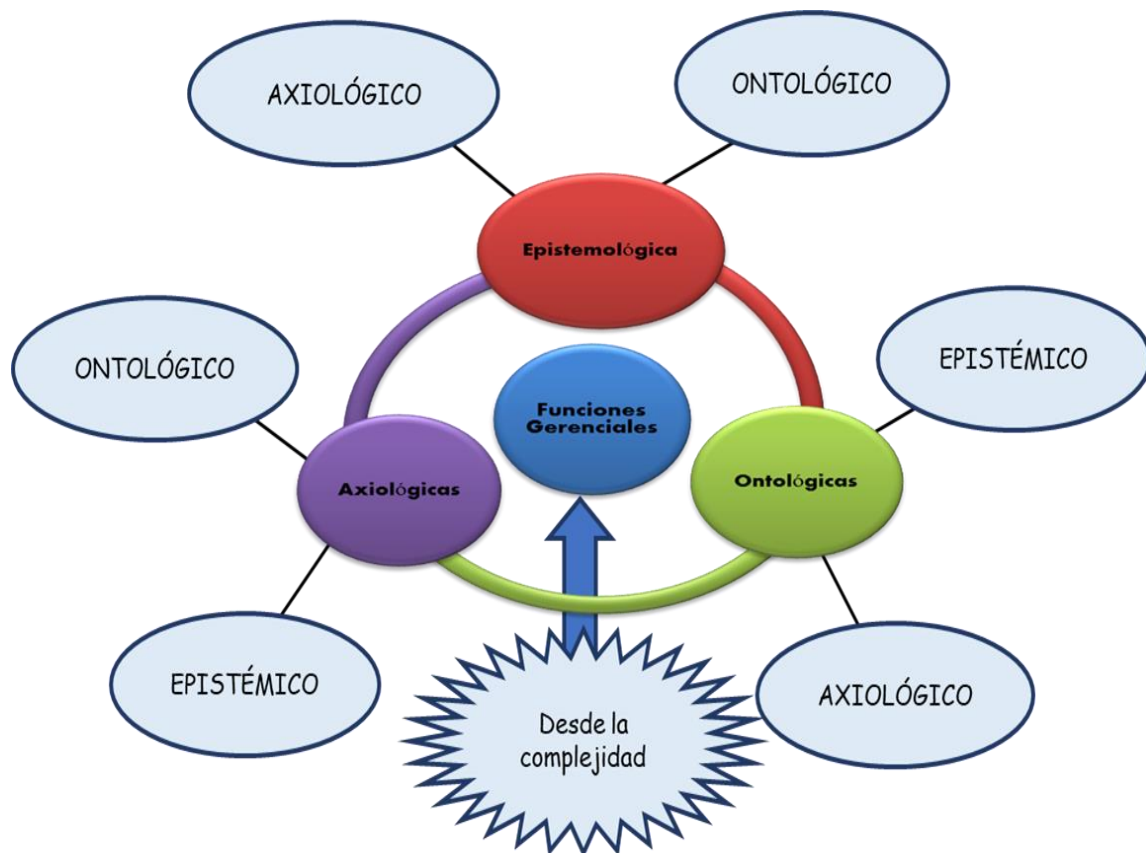 AXIOLÓGICO
ONTOLÓGICO
Epistemológica
ONTOLÓGICO
EPISTÉMICO
Funciones
Gerenciales
Axiológicas
Ontológicas
EPISTÉMICO
AXIOLÓGICO
Desde la
complejidad